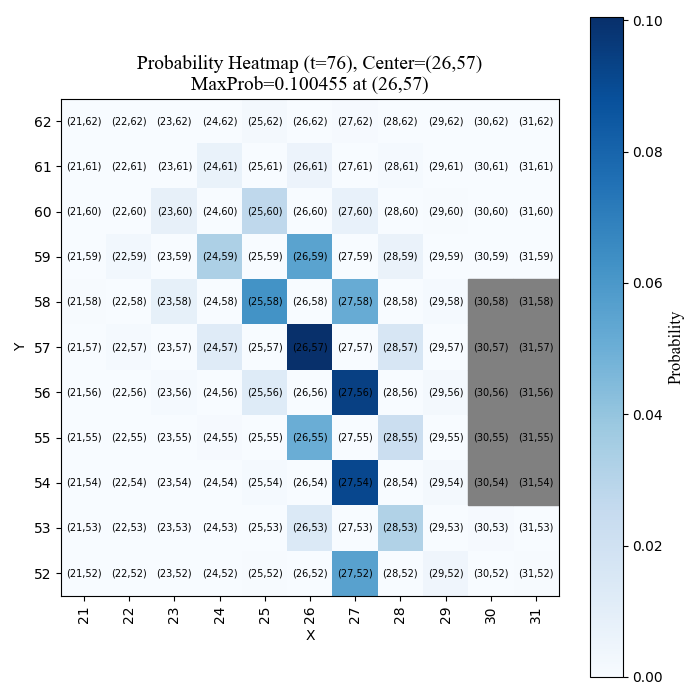 Probability Heatmap (t=76), Center=(26,57)
MaxProb=0.100455 at (26,57)
62 (21,62) (22,62) (23,62) (24,62) (25,62) (26,62) (27,62) (28,62) (29,62) (30,62) (31,62)
61 (21,61) (22,61) (23,61) (24,61) (25,61) (26,61) (27,61) (28,61) (29,61) (30,61) (31,61)
60 (21,60) (22,60) (23,60) (24,60) (25,60) (26,60) (27,60) (28,60) (29,60) (30,60) (31,60)
59 (21,59) (22,59) (23,59) (24,59) (25,59) (26,59) (27,59) (28,59) (29,59) (30,59) (31,59)
58 (21,58) (22,58) (23,58) (24,58) (25,58) (26,58) (27,58) (28,58) (29,58) (30,58) (31,58)
57 (21,57) (22,57) (23,57) (24,57) (25,57) (26,57) (27,57) (28,57) (29,57) (30,57) (31,57)
56 (21,56) (22,56) (23,56) (24,56) (25,56) (26,56) (27,56) (28,56) (29,56) (30,56) (31,56)
55 (21,55) (22,55) (23,55) (24,55) (25,55) (26,55) (27,55) (28,55) (29,55) (30,55) (31,55)
54 (21,54) (22,54) (23,54) (24,54) (25,54) (26,54) (27,54) (28,54) (29,54) (30,54) (31,54)
53 (21,53) (22,53) (23,53) (24,53) (25,53) (26,53) (27,53) (28,53) (29,53) (30,53) (31,53)
52 (21,52) (22,52) (23,52) (24,52) (25,52) (26,52) (27,52) (28,52) (29,52) (30,52) (31,52)
21 22 23 24 25 26 27 28 29 30 31
X
Y
0.10
0.08
0.06
0.04
0.02
0.00
Probability